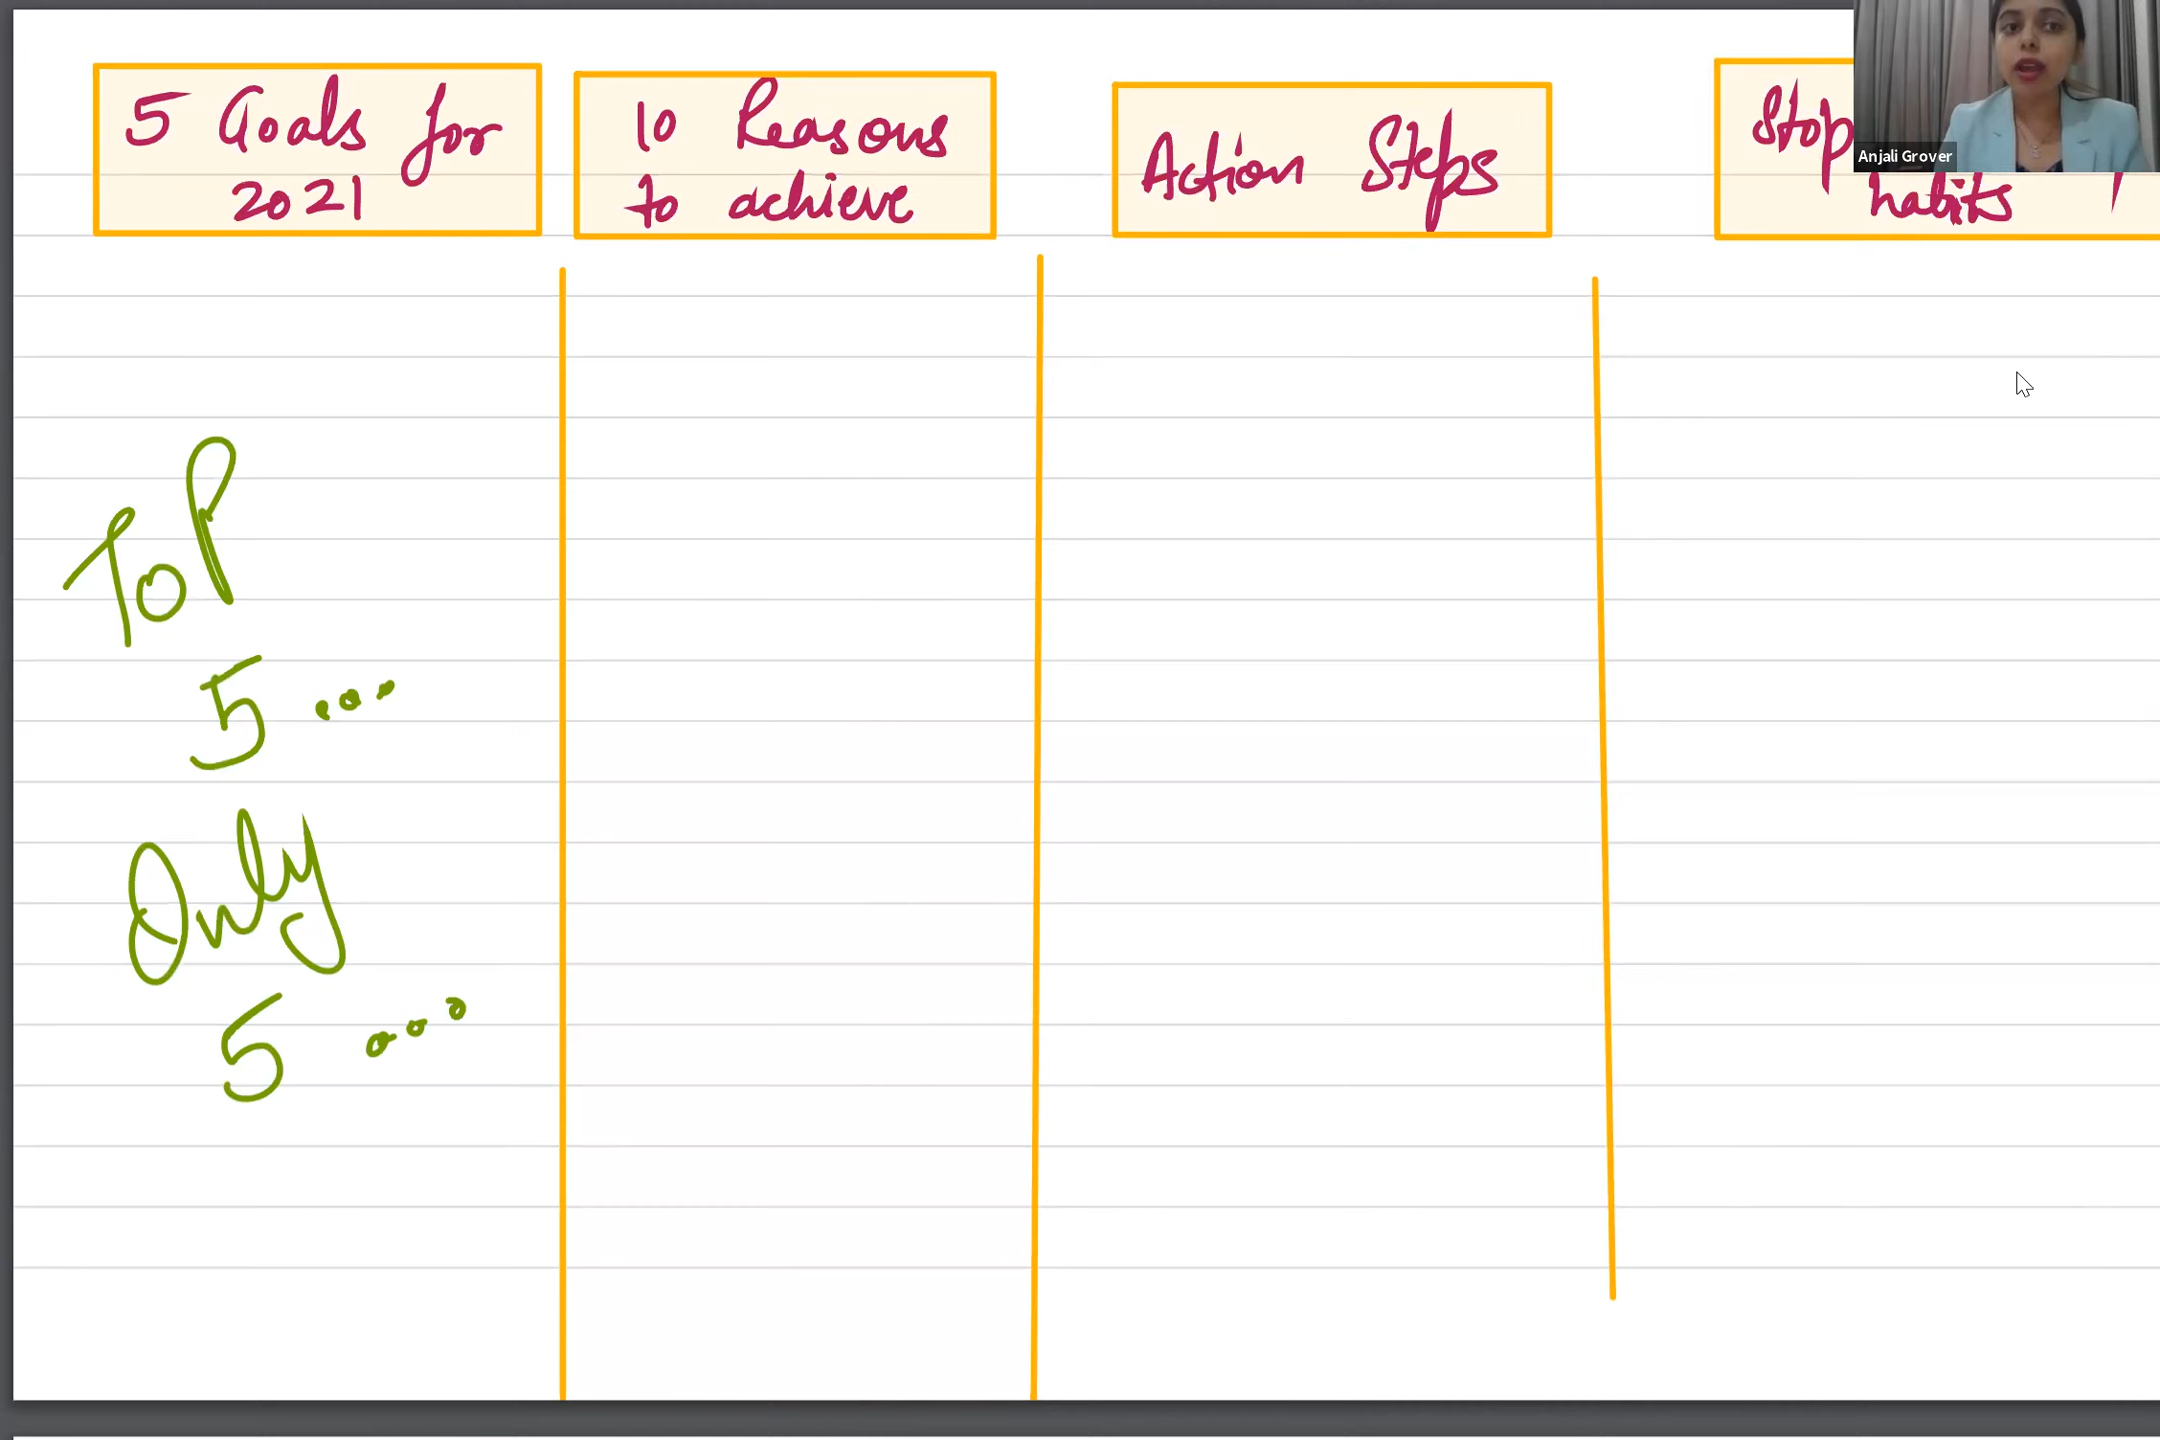 5 Goals for
2021
10 Reasons
to achieve
Action Steps
Stop
habits
Anjali Grover
ToP
5 ...
Only
5 ...